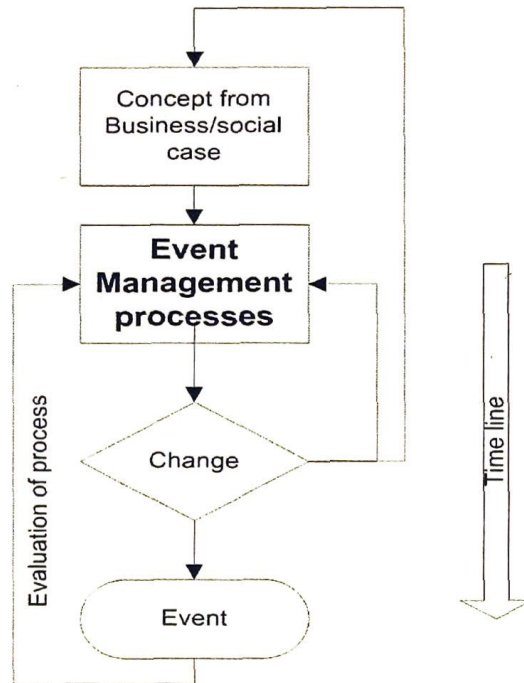 Concept from
Business/social
case
Event
Management
processes
Change
Event
Evaluation of process
Time line